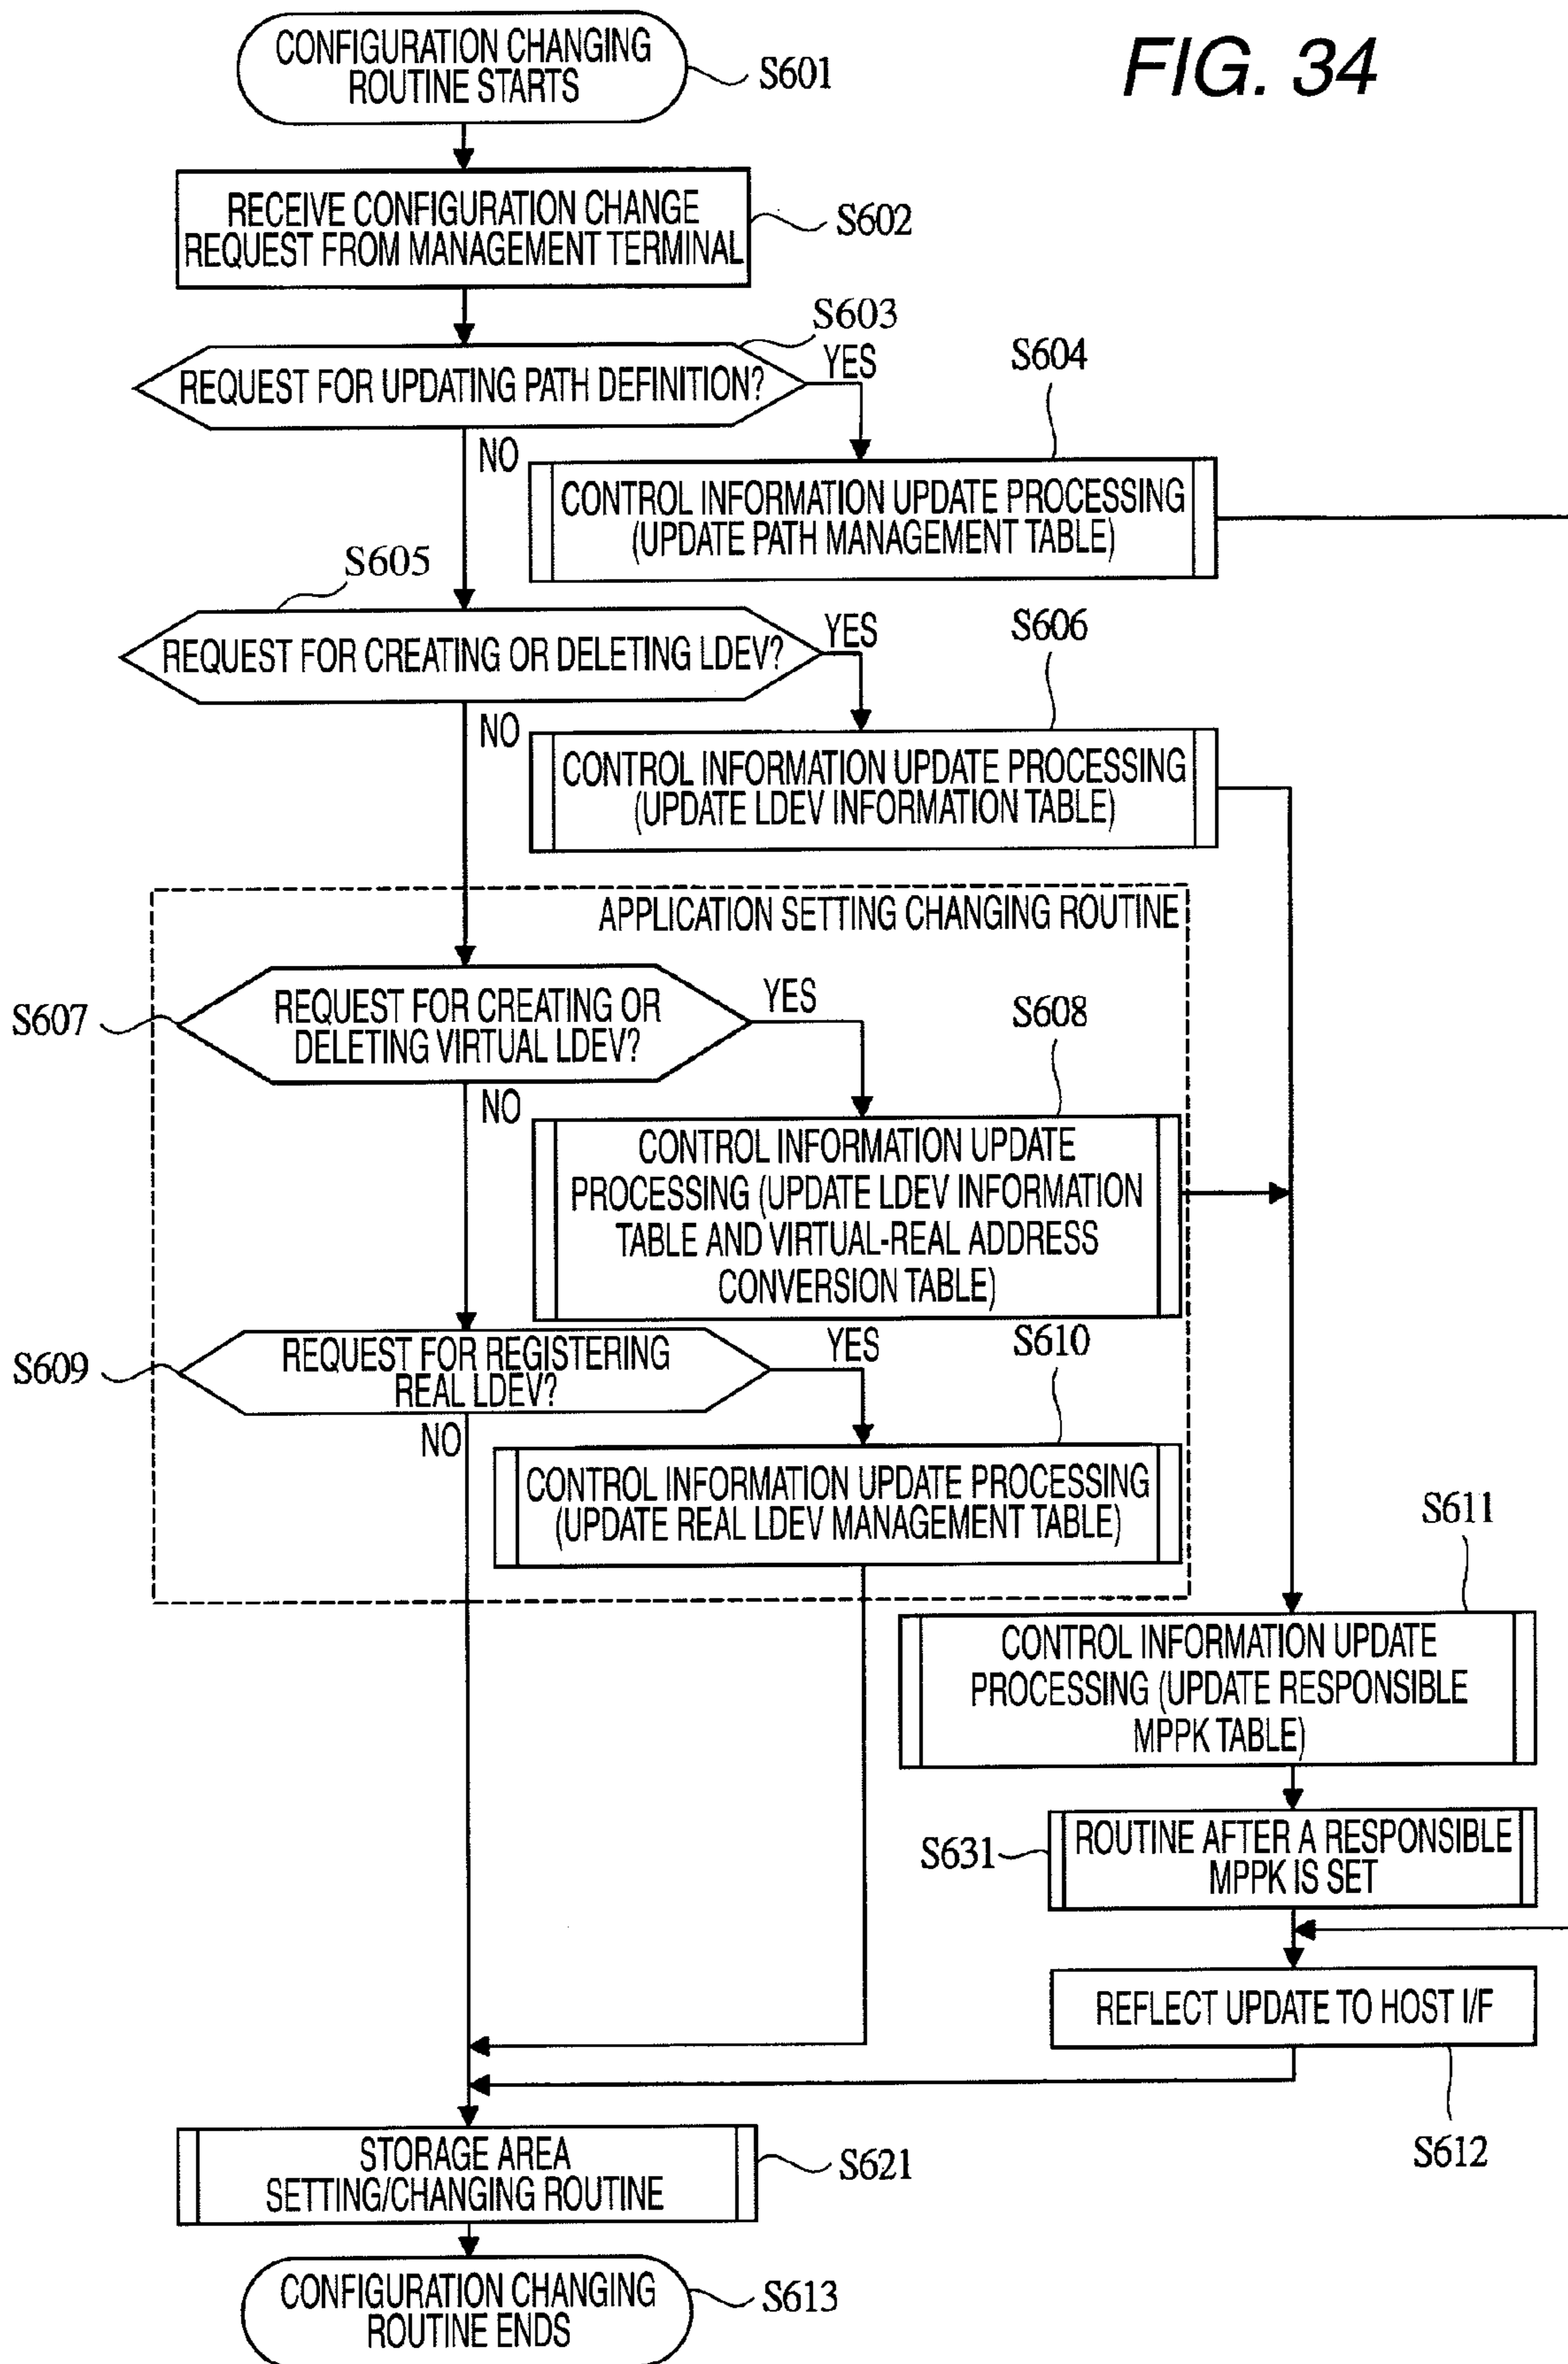 FIG. 34
CONFIGURATION CHANGING
ROUTINE STARTS
S601
RECEIVE CONFIGURATION CHANGE
REQUEST FROM MANAGEMENT TERMINAL
S602
S603
REQUEST FOR UPDATING PATH DEFINITION?
YES
NO
S604
CONTROL INFORMATION UPDATE PROCESSING
(UPDATE PATH MANAGEMENT TABLE)
S605
REQUEST FOR CREATING OR DELETING LDEV?
YES
NO
S606
CONTROL INFORMATION UPDATE PROCESSING
(UPDATE LDEV INFORMATION TABLE)
APPLICATION SETTING CHANGING ROUTINE
S607
REQUEST FOR CREATING OR
DELETING VIRTUAL LDEV?
YES
NO
S608
CONTROL INFORMATION UPDATE
PROCESSING (UPDATE LDEV INFORMATION
TABLE AND VIRTUAL-REAL ADDRESS
CONVERSION TABLE)
S609
REQUEST FOR REGISTERING
REAL LDEV?
YES
NO
S610
CONTROL INFORMATION UPDATE PROCESSING
(UPDATE REAL LDEV MANAGEMENT TABLE)
S611
CONTROL INFORMATION UPDATE
PROCESSING (UPDATE RESPONSIBLE
MPPK TABLE)
S631
ROUTINE AFTER A RESPONSIBLE
MPPK IS SET
REFLECT UPDATE TO HOST I/F
S612
STORAGE AREA
SETTING/CHANGING ROUTINE
S621
CONFIGURATION CHANGING
ROUTINE ENDS
S613